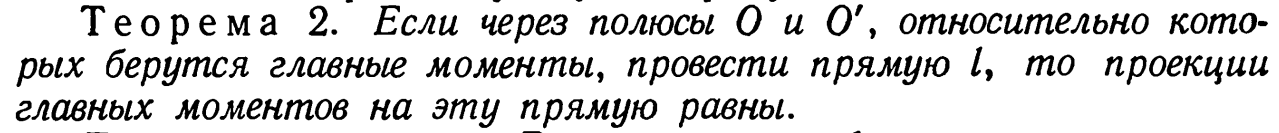 Теорема 2. Если через полюсы O и O′, относительно кото-
рых берутся главные моменты, провести прямую l, то проекции
главных моментов на эту прямую равны.